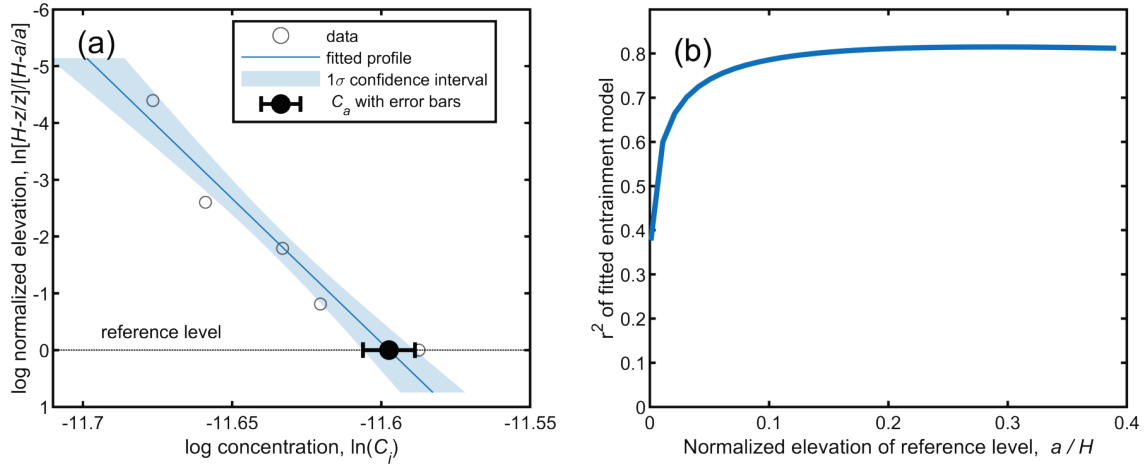 (a)
data
fitted profile
1σ confidence interval
C_a with error bars
reference level
-6
-5
-4
-3
-2
-1
0
1
-11.7
-11.65
-11.6
-11.55
log normalized elevation, ln[H-z/z]/[H-a/a]
log concentration, ln(C_i)
(b)
0.8
0.7
0.6
0.5
0.4
0.3
0.2
0.1
0
0
0.1
0.2
0.3
0.4
r² of fitted entrainment model
Normalized elevation of reference level, a / H